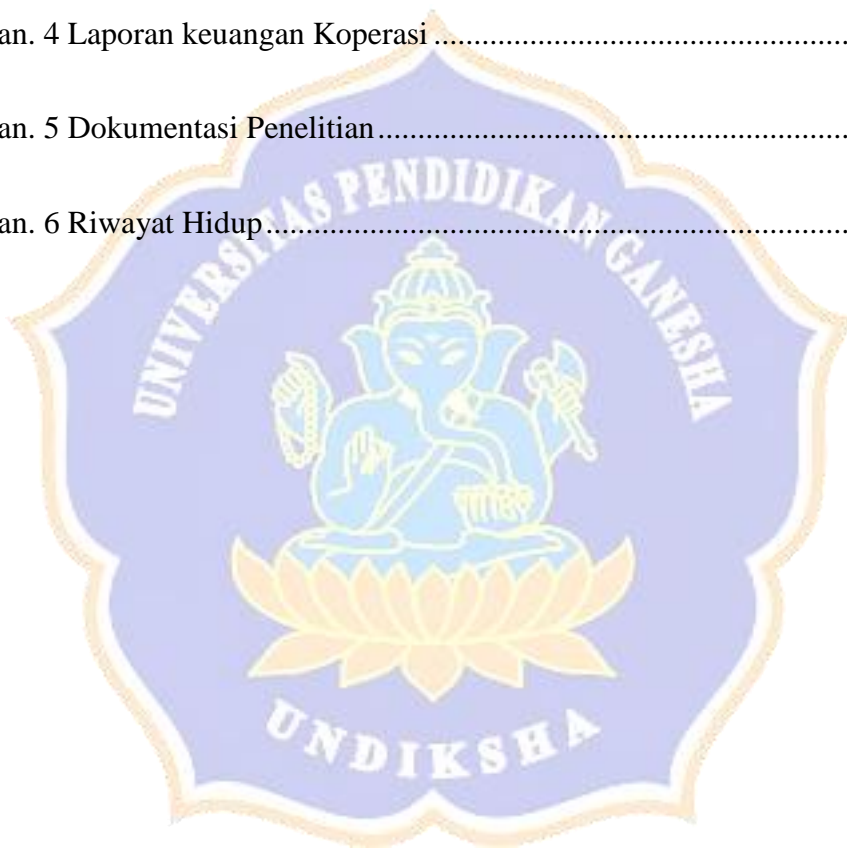 an. 4 Laporan keuangan Koperasi ....................................................
an. 5 Dokumentasi Penelitian...........................................................
an. 6 Riwayat Hidup.........................................................................
UNIVERSITAS PENDIDIKAN GANESHA
UNDIKSHA